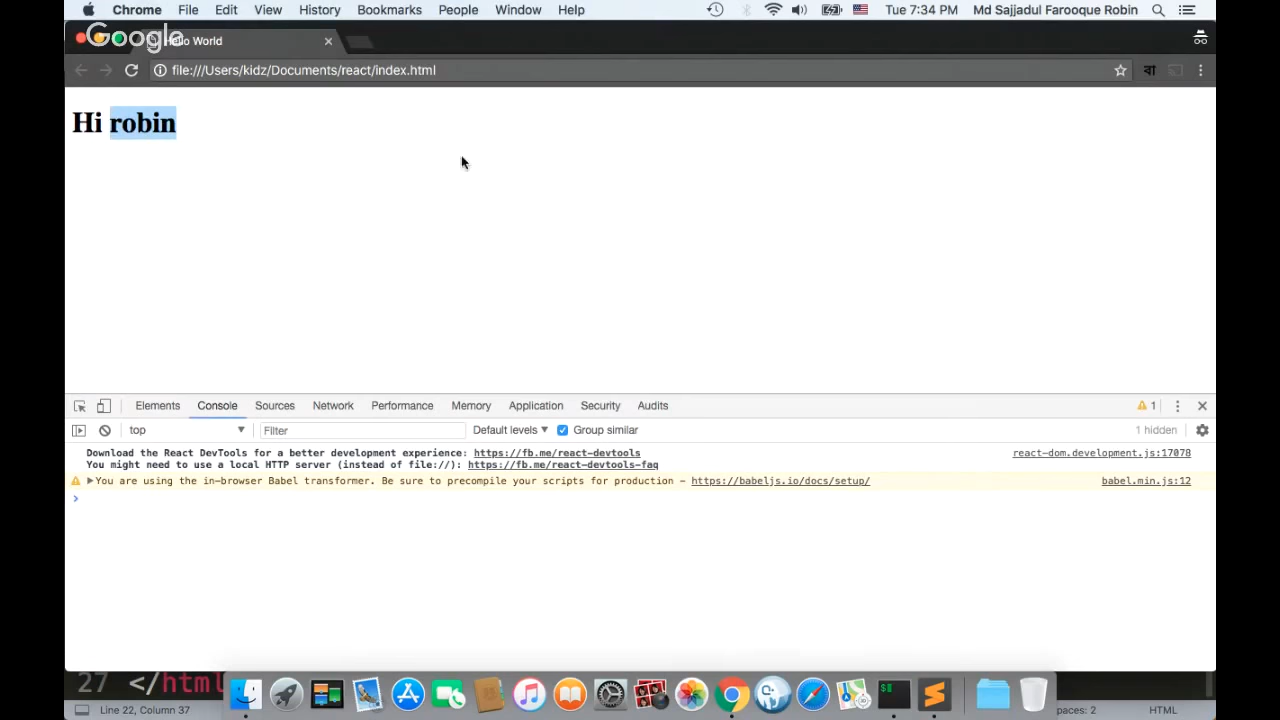 Chrome File Edit View History Bookmarks People Window Help Tue 7:34 PM Md Sajjadul Farooque Robin
Google
Hello World
file:///Users/kidz/Documents/react/index.html বা
Hi robin
Elements Console Sources Network Performance Memory Application Security Audits 1
top Filter Default levels Group similar 1 hidden
Download the React DevTools for a better development experience: https://fb.me/react-devtools react-dom.development.js:17078
You might need to use a local HTTP server (instead of file://): https://fb.me/react-devtools-faq
You are using the in-browser Babel transformer. Be sure to precompile your scripts for production – https://babeljs.io/docs/setup/ babel.min.js:12
27 </html
Line 22, Column 37 paces: 2 HTML